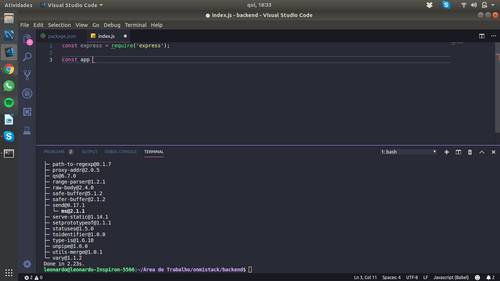 Atividades
Visual Studio Code
qui, 18:33
index.js - backend - Visual Studio Code
File Edit Selection View Go Debug Terminal Help
package.json
index.js
1 const express = require('express');
2
3 const app
PROBLEMS 2 OUTPUT DEBUG CONSOLE TERMINAL
1: bash
├─ path-to-regexp@0.1.7
├─ proxy-addr@2.0.5
├─ qs@6.7.0
├─ range-parser@1.2.1
├─ raw-body@2.4.0
├─ safe-buffer@5.1.2
├─ safer-buffer@2.1.2
├─ send@0.17.1
│ └─ ms@2.1.1
├─ serve-static@1.14.1
├─ setprototypeof@1.1.1
├─ statuses@1.5.0
├─ toidentifier@1.0.0
├─ type-is@1.6.18
├─ unpipe@1.0.0
├─ utils-merge@1.0.1
└─ vary@1.1.2
Done in 2.23s.
leonardo@leonardo-Inspiron-5566:~/Área de Trabalho/onmistack/backend$
2 0
Ln 3, Col 11 Spaces: 4 UTF-8 LF JavaScript (Babel)
2